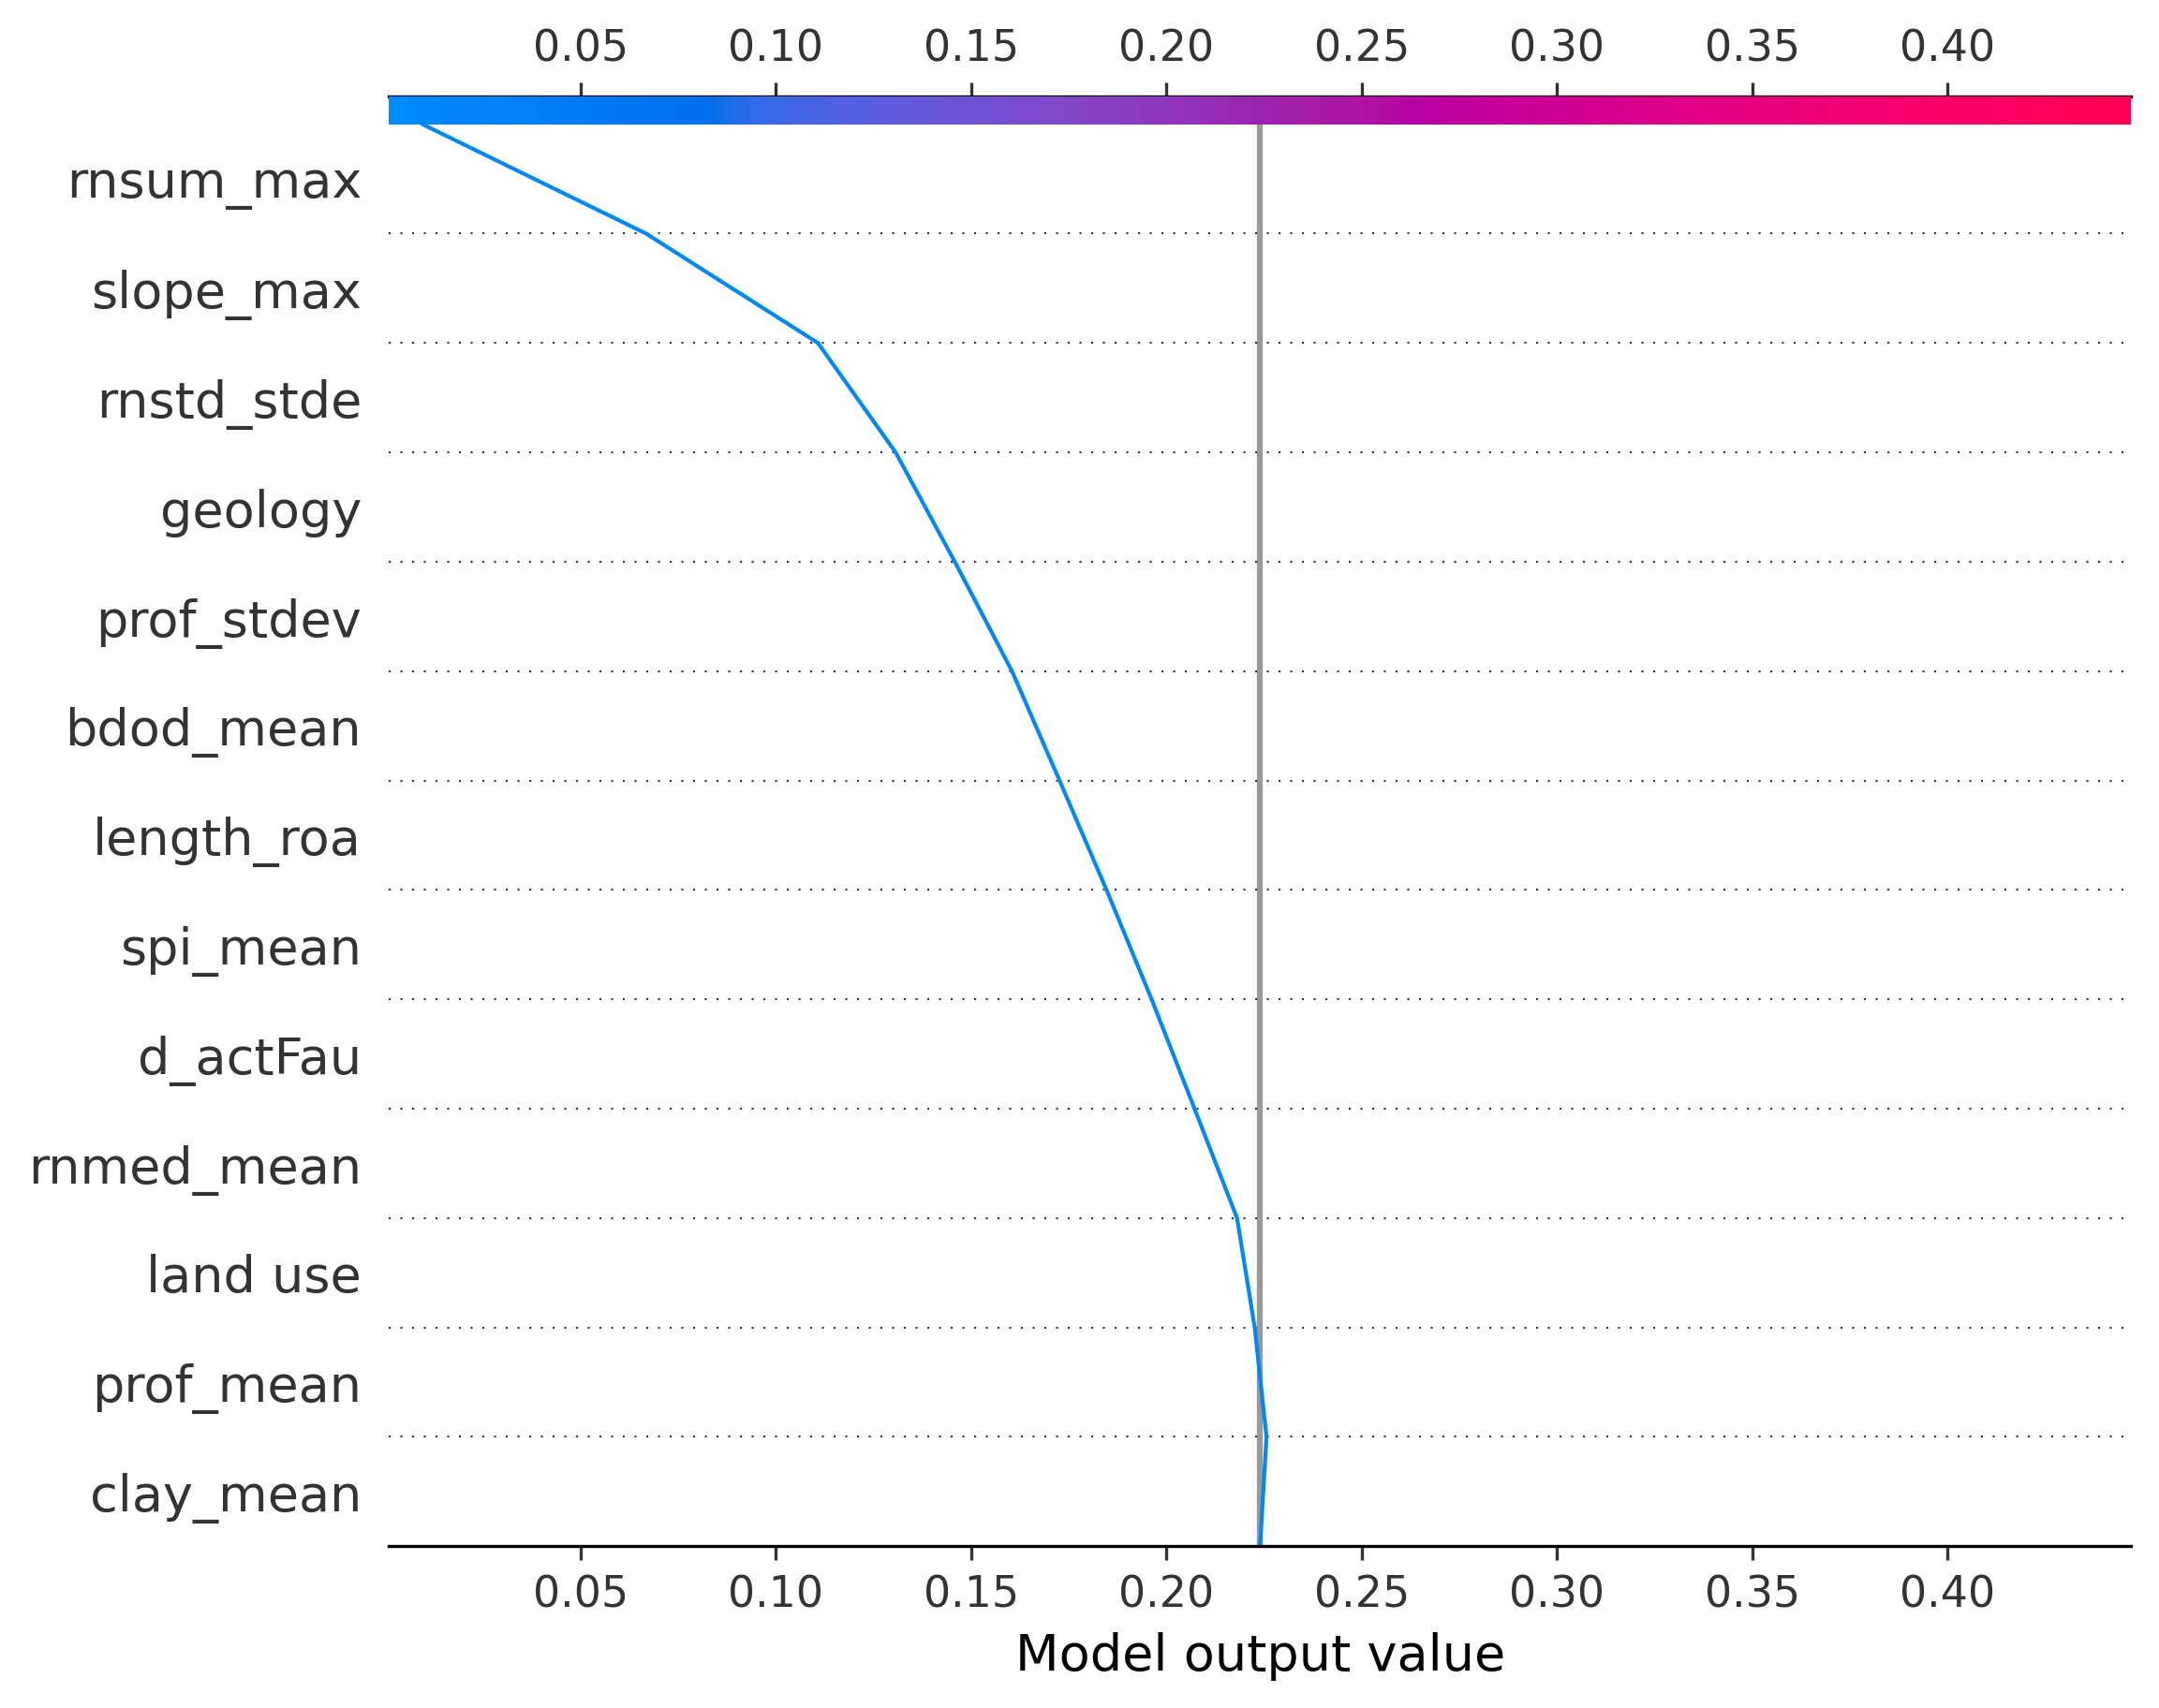 0.05 0.10 0.15 0.20 0.25 0.30 0.35 0.40
rnsum_max
slope_max
rnstd_stde
geology
prof_stdev
bdod_mean
length_roa
spi_mean
d_actFau
rnmed_mean
land use
prof_mean
clay_mean
0.05 0.10 0.15 0.20 0.25 0.30 0.35 0.40
Model output value